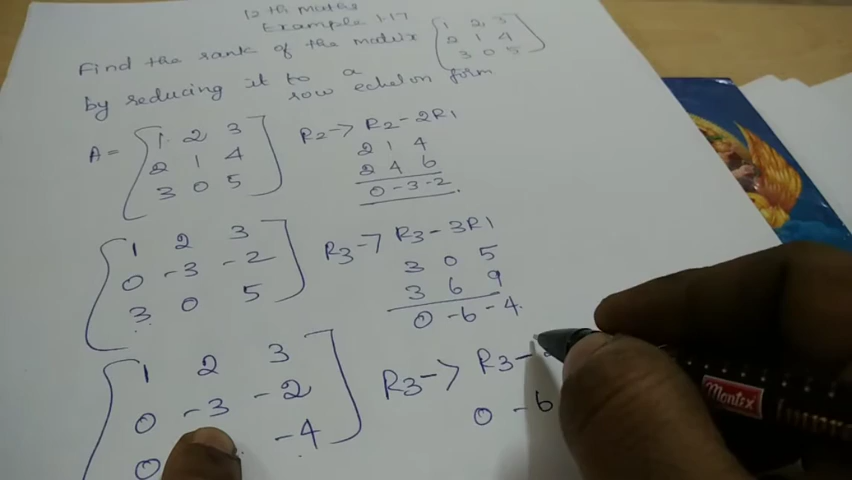 12th Maths
Example 1.17
Find the rank of the matrix
1 2 3
2 1 4
3 0 5
by reducing it to a
row echelon form
A = 1 2 3
2 1 4
3 0 5
R2-> R2-2R1
2 1 4
2 4 6
0 -3 -2
1 2 3
0 -3 -2
3 0 5
R3-> R3-3R1
3 0 5
3 6 9
0 -6 -4
1 2 3
0 -3 -2
0 -4
R3-> R3-
0 -6
Montex